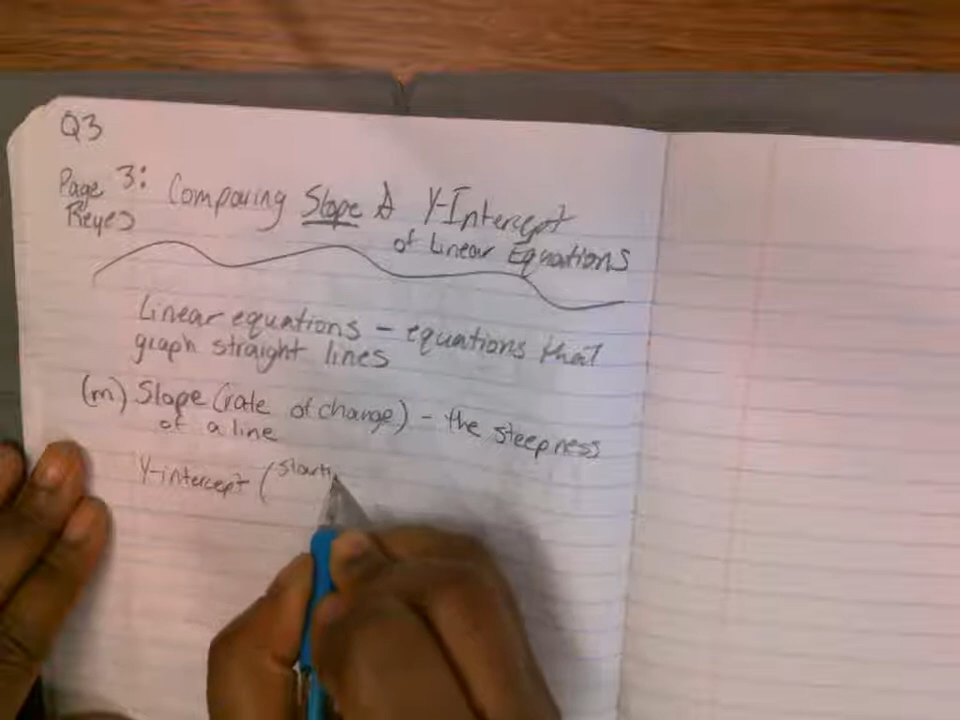 Q3
Page 3: Comparing Slope & Y-Intercept
Reyes
of Linear Equations
Linear equations - equations that
graph straight lines
(m) Slope (rate of change) - the steepness
of a line
Y-intercept (starti